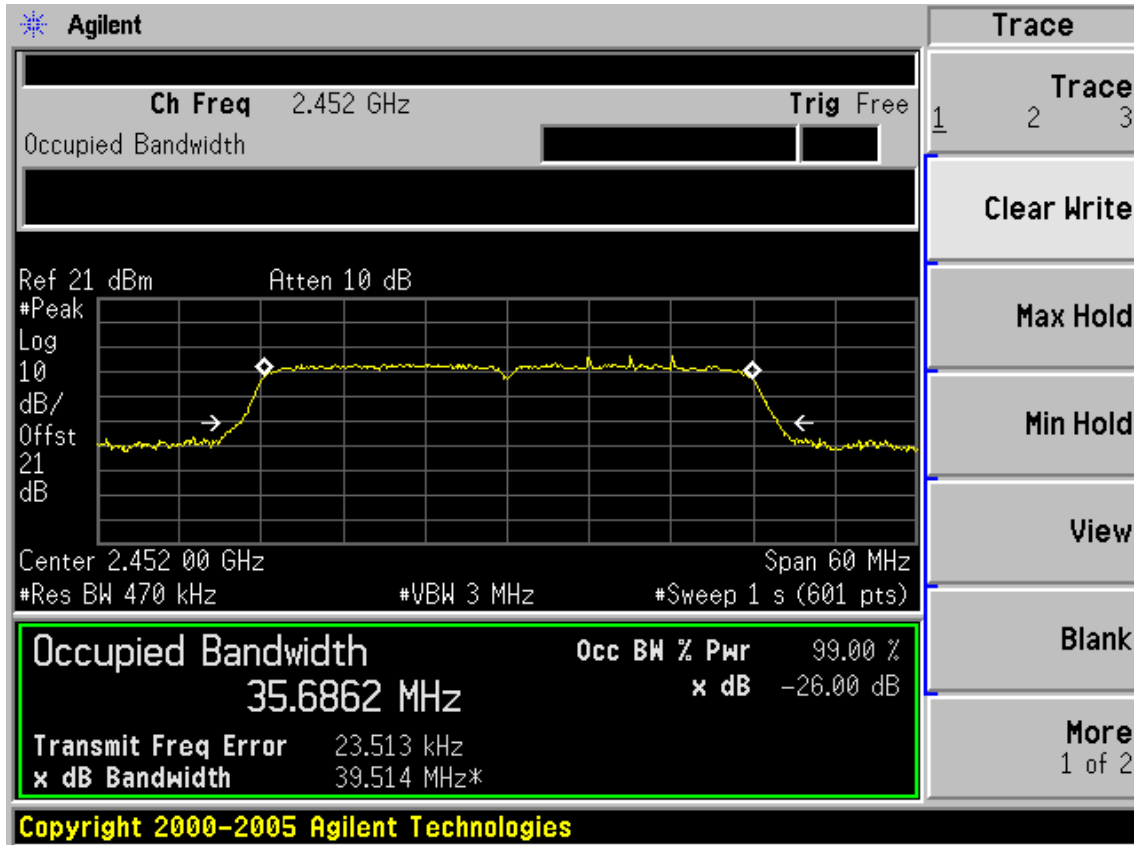 Agilent
Trace
Ch Freq 2.452 GHz Trig Free
Occupied Bandwidth
Trace
1 2 3
Clear Write
Max Hold
Min Hold
View
Blank
More
1 of 2
Ref 21 dBm Atten 10 dB
#Peak
Log
10
dB/
Offst
21
dB
Center 2.452 00 GHz Span 60 MHz
#Res BW 470 kHz #VBW 3 MHz #Sweep 1 s (601 pts)
Occupied Bandwidth
35.6862 MHz
Occ BW % Pwr 99.00 %
x dB -26.00 dB
Transmit Freq Error 23.513 kHz
x dB Bandwidth 39.514 MHz*
Copyright 2000-2005 Agilent Technologies